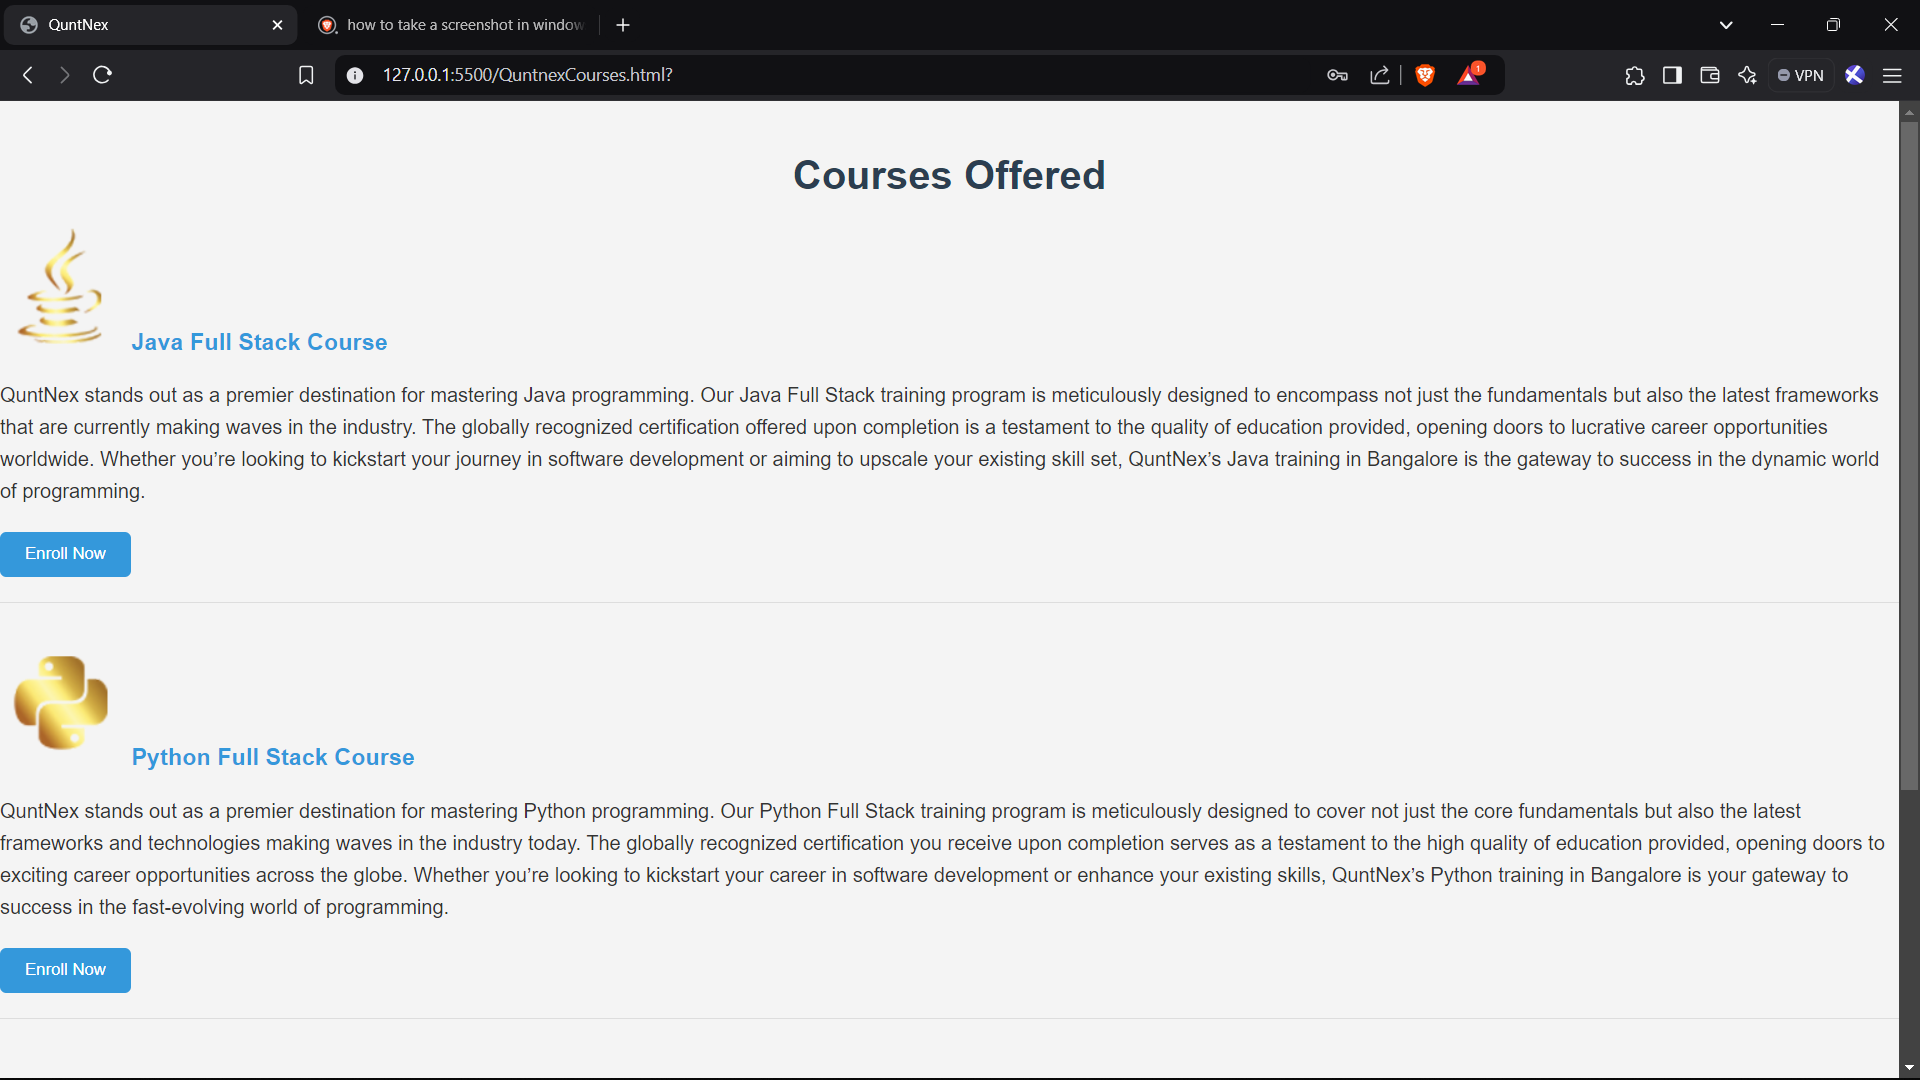 QuntNex
how to take a screenshot in window
127.0.0.1:5500/QuntnexCourses.html?
1
VPN
Courses Offered
Java Full Stack Course
QuntNex stands out as a premier destination for mastering Java programming. Our Java Full Stack training program is meticulously designed to encompass not just the fundamentals but also the latest frameworks
that are currently making waves in the industry. The globally recognized certification offered upon completion is a testament to the quality of education provided, opening doors to lucrative career opportunities
worldwide. Whether you’re looking to kickstart your journey in software development or aiming to upscale your existing skill set, QuntNex’s Java training in Bangalore is the gateway to success in the dynamic world
of programming.
Enroll Now
Python Full Stack Course
QuntNex stands out as a premier destination for mastering Python programming. Our Python Full Stack training program is meticulously designed to cover not just the core fundamentals but also the latest
frameworks and technologies making waves in the industry today. The globally recognized certification you receive upon completion serves as a testament to the high quality of education provided, opening doors to
exciting career opportunities across the globe. Whether you’re looking to kickstart your career in software development or enhance your existing skills, QuntNex’s Python training in Bangalore is your gateway to
success in the fast-evolving world of programming.
Enroll Now